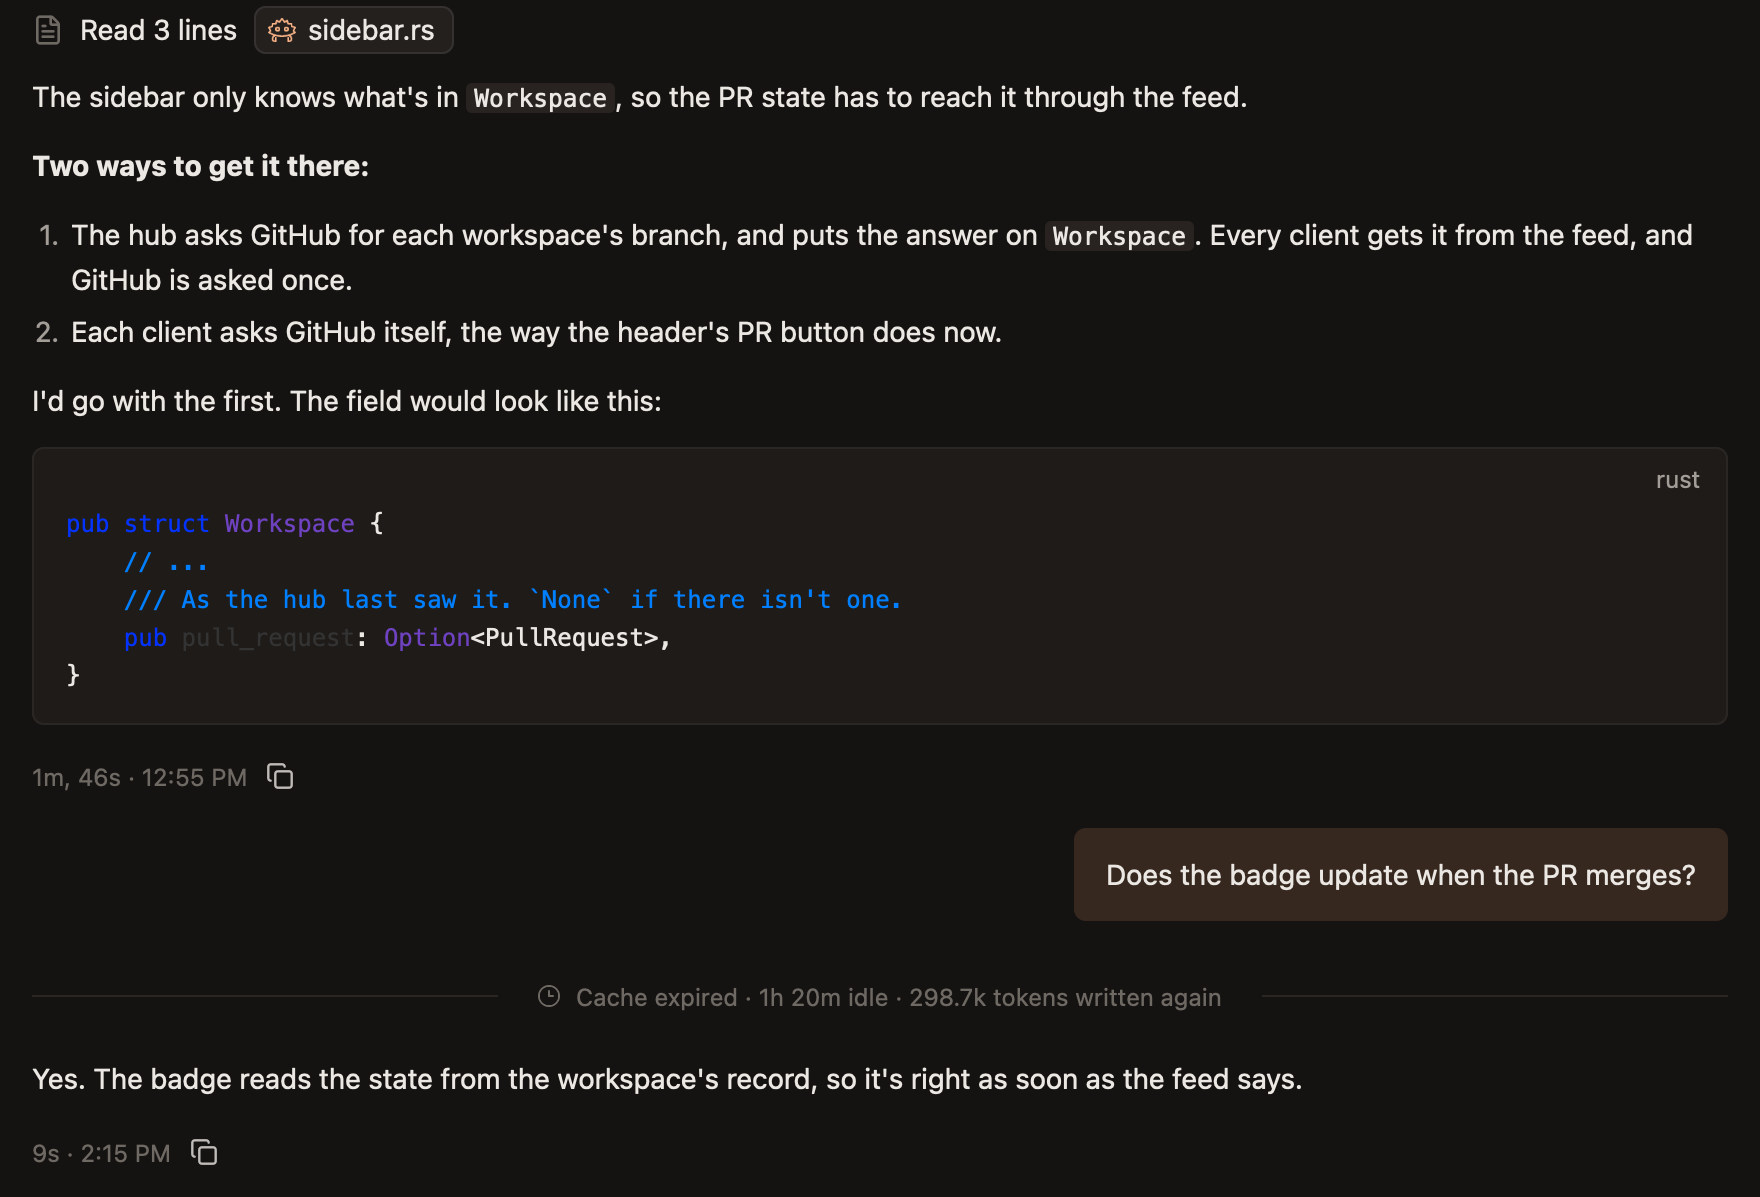 Read 3 lines sidebar.rs
The sidebar only knows what's in Workspace, so the PR state has to reach it through the feed.
Two ways to get it there:
1. The hub asks GitHub for each workspace's branch, and puts the answer on Workspace. Every client gets it from the feed, and
GitHub is asked once.
2. Each client asks GitHub itself, the way the header's PR button does now.
I'd go with the first. The field would look like this:
rust
pub struct Workspace {
    // ...
    /// As the hub last saw it. `None` if there isn't one.
    pub pull_request: Option<PullRequest>,
}
1m, 46s · 12:55 PM
Does the badge update when the PR merges?
Cache expired · 1h 20m idle · 298.7k tokens written again
Yes. The badge reads the state from the workspace's record, so it's right as soon as the feed says.
9s · 2:15 PM